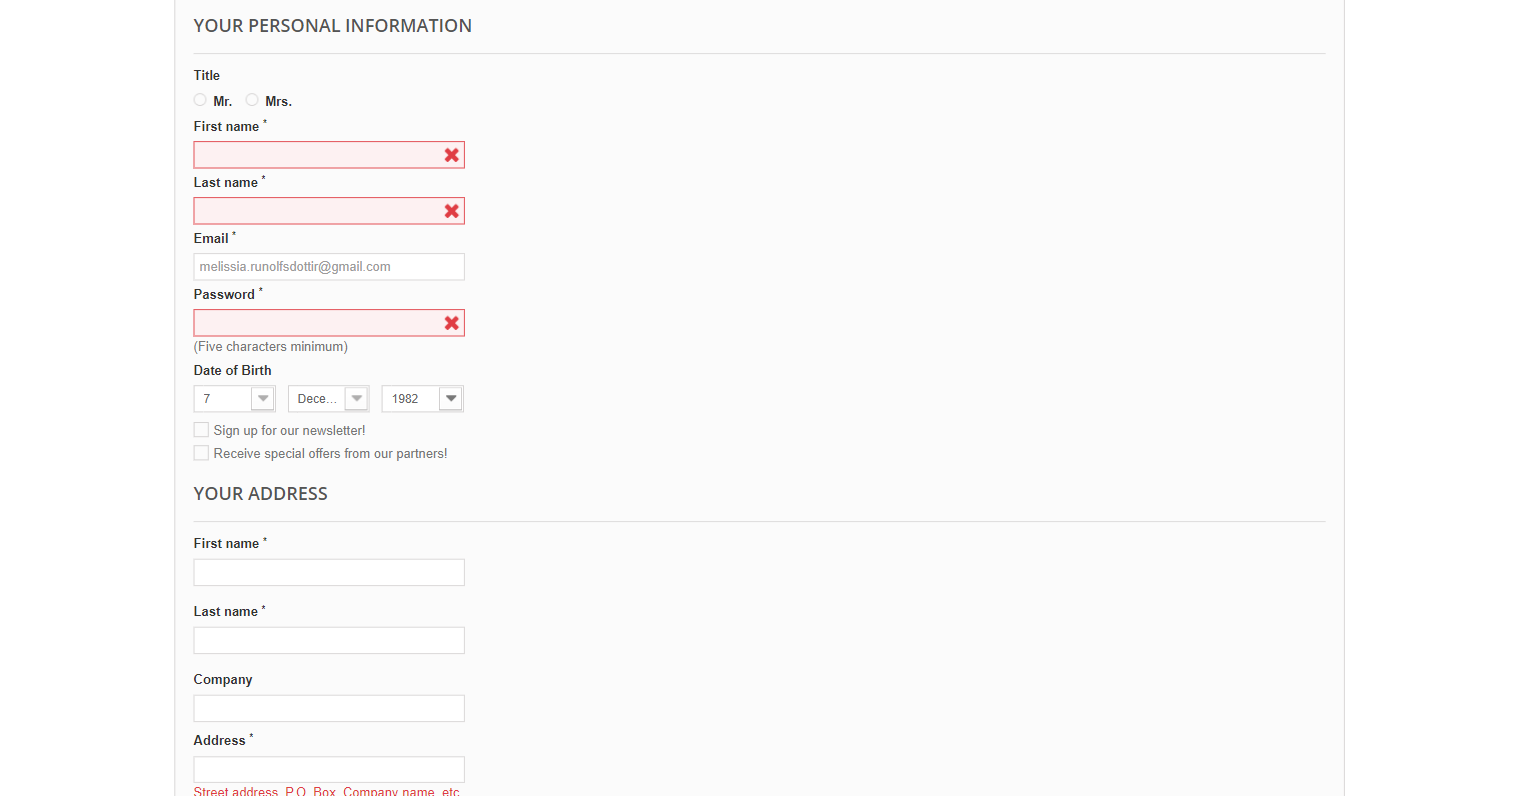 YOUR PERSONAL INFORMATION
Title
Mr. Mrs.
First name *
Last name *
Email *
melissia.runolfsdottir@gmail.com
Password *
(Five characters minimum)
Date of Birth
7 Dece... 1982
Sign up for our newsletter!
Receive special offers from our partners!
YOUR ADDRESS
First name *
Last name *
Company
Address *
Street address, P.O. Box, Company name, etc.